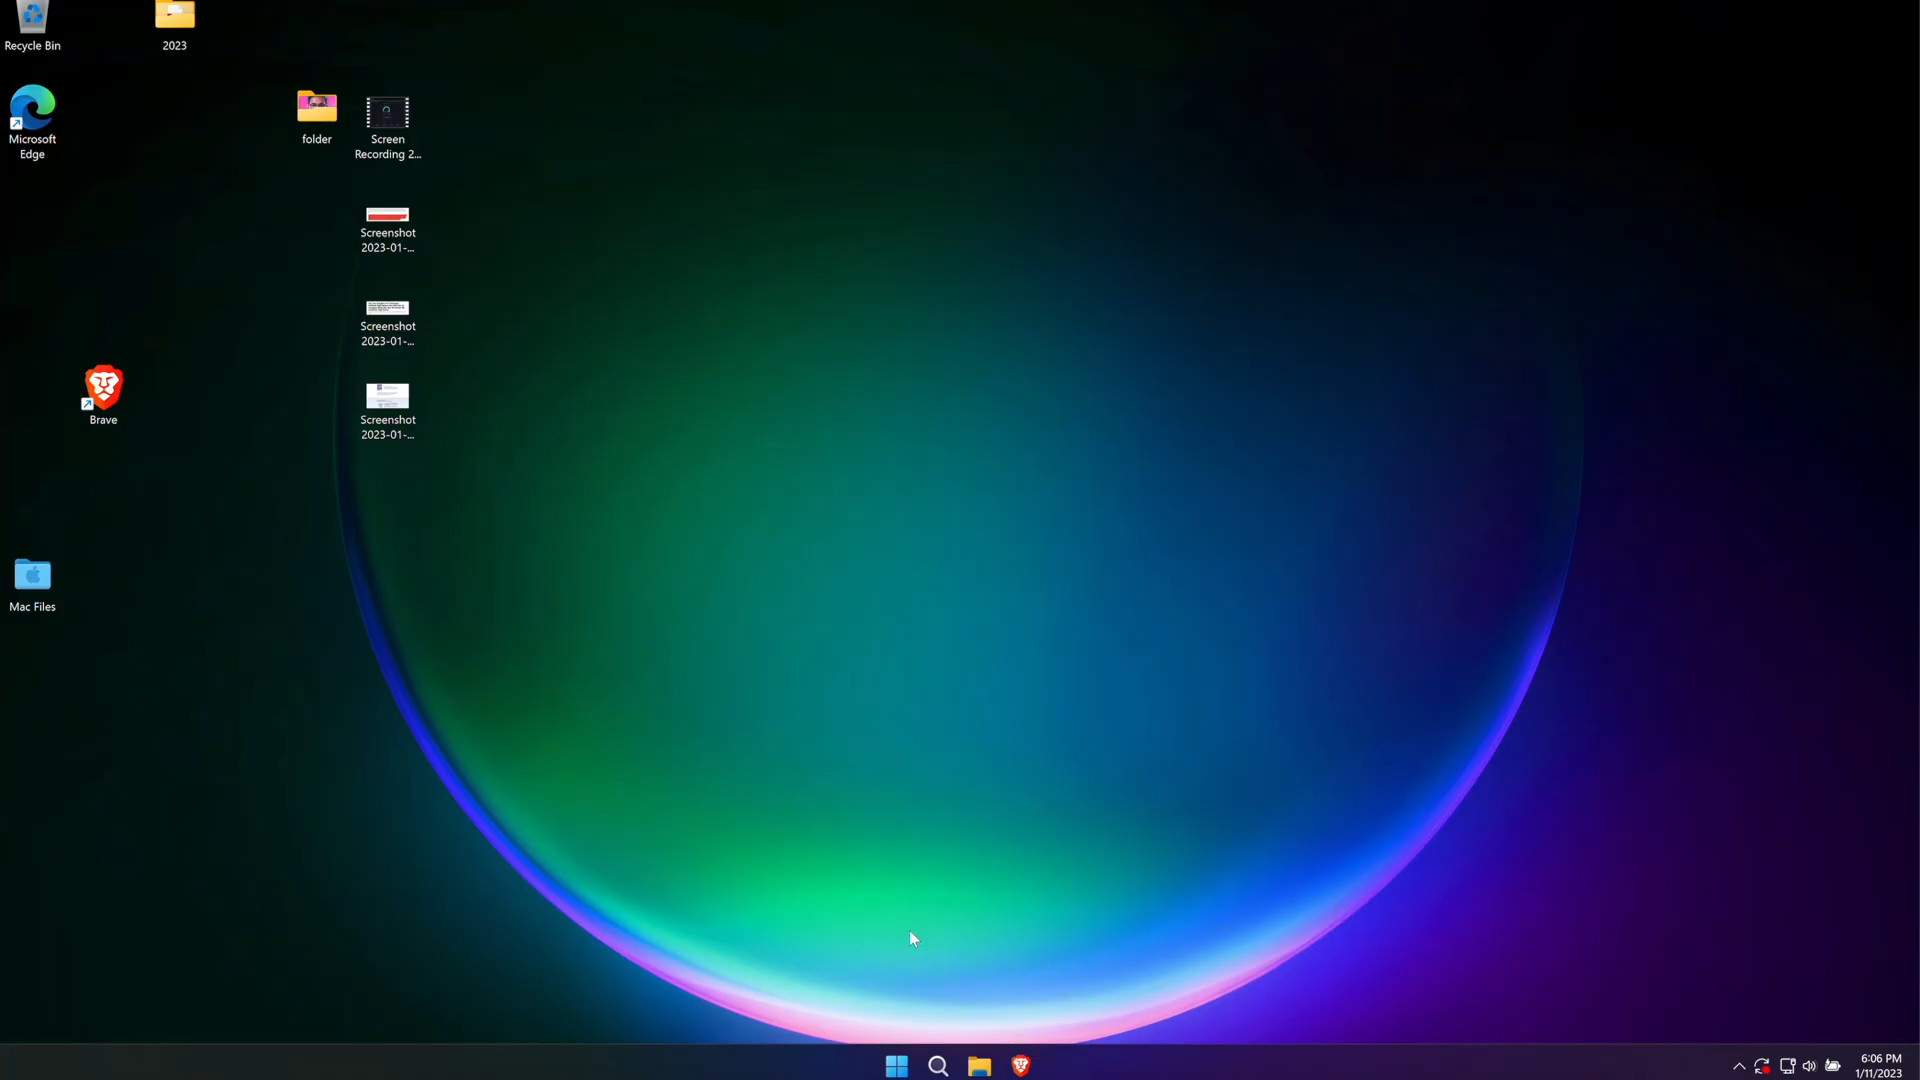 Recycle Bin
2023
Microsoft
Edge
folder
Screen
Recording 2...
Screenshot
2023-01-...
Screenshot
2023-01-...
Brave
Screenshot
2023-01-...
Mac Files
6:06 PM
1/11/2023